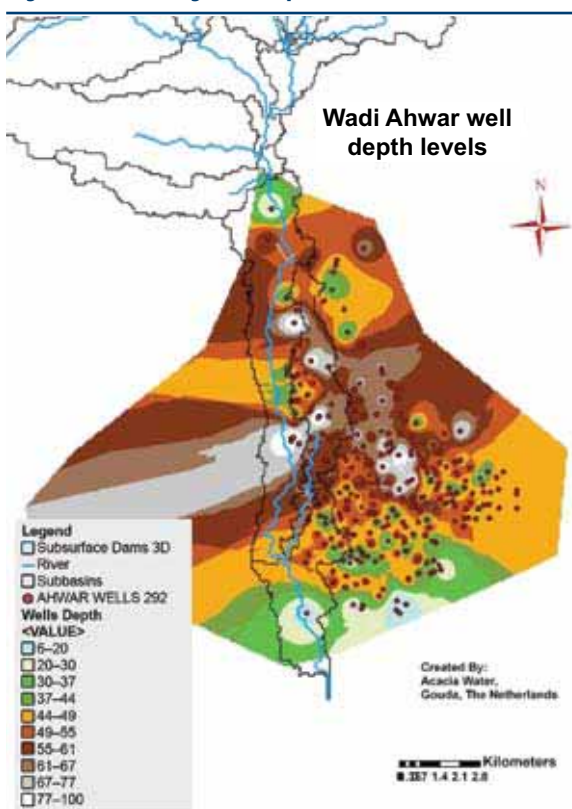 Wadi Ahwar well
depth levels
N
Legend
Subsurface Dams 3D
River
Subbasins
AHWAR WELLS 292
Wells Depth
<VALUE>
6–20
20–30
30–37
37–44
44–49
49–55
55–61
61–67
67–77
77–100
Created By:
Acacia Water,
Gouda, The Netherlands
Kilometers
1.4 2.1 2.8